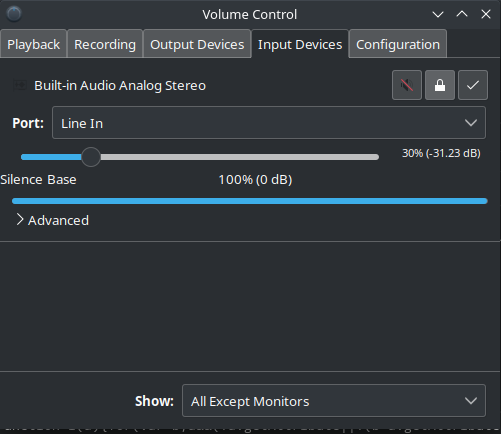 Volume Control
Playback Recording Output Devices Input Devices Configuration
Built-in Audio Analog Stereo
Port: Line In
30% (-31.23 dB)
Silence Base 100% (0 dB)
Advanced
Show: All Except Monitors